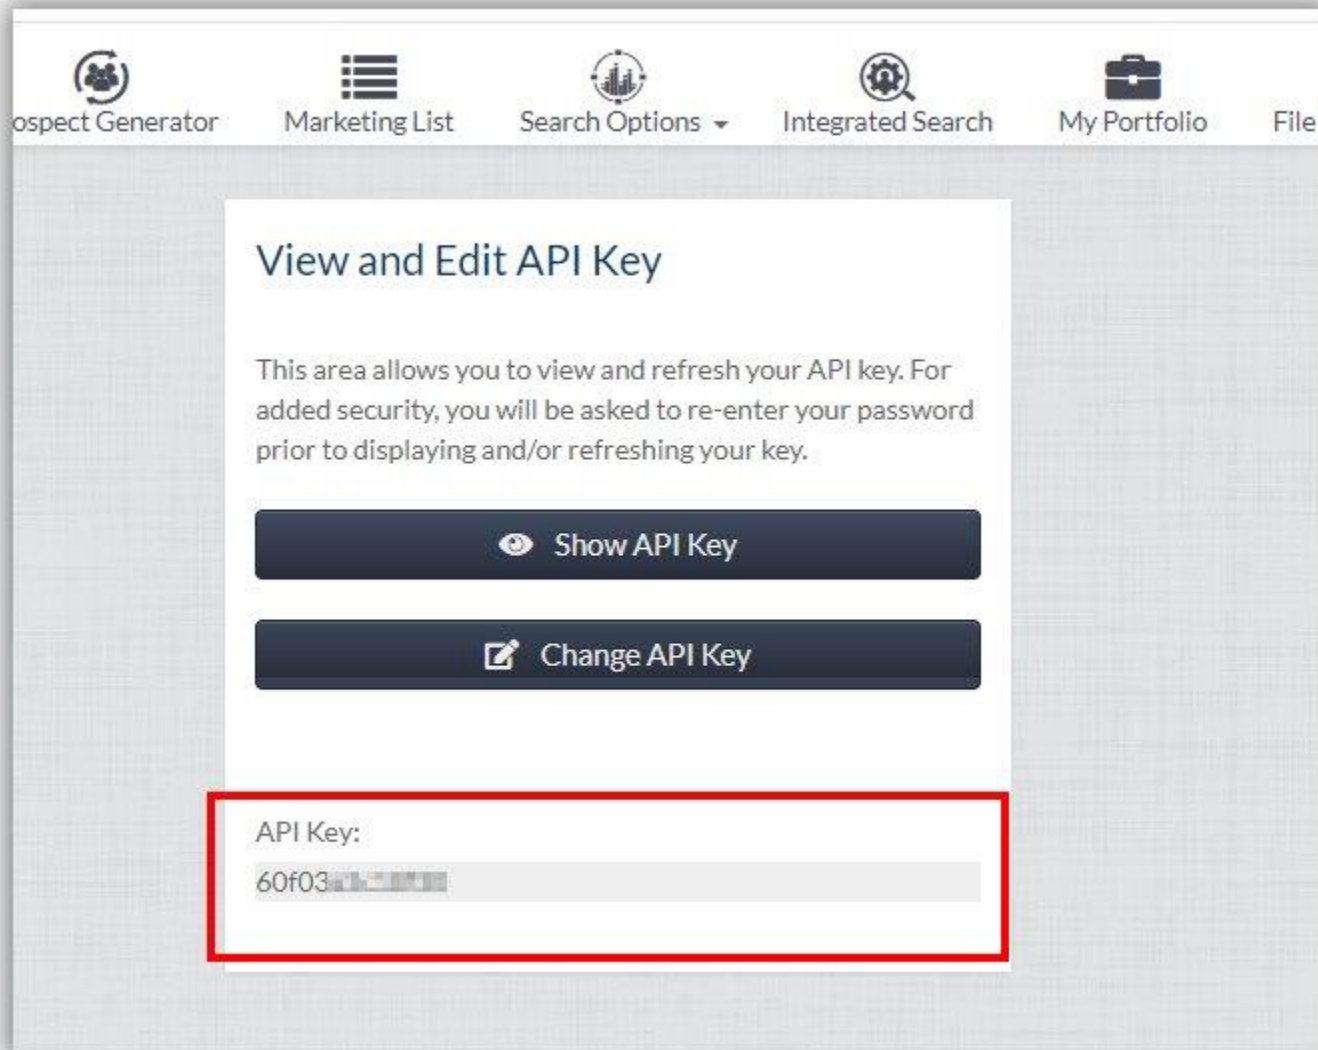 ospect Generator
Marketing List
Search Options
Integrated Search
My Portfolio
File
View and Edit API Key
This area allows you to view and refresh your API key. For
added security, you will be asked to re-enter your password
prior to displaying and/or refreshing your key.
Show API Key
Change API Key
API Key:
60f03